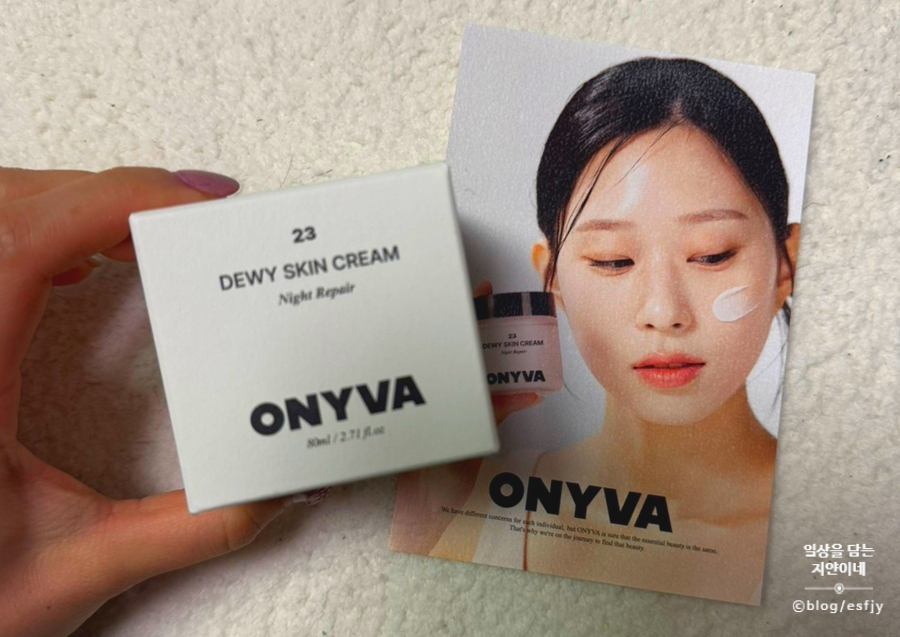 23
DEWY SKIN CREAM
Night Repair
ONYVA
80ml / 2.71 fl.oz
23
DEWY SKIN CREAM
Night Repair
ONYVA
ONYVA
We have different concerns for each individual, but ONYVA is sure that the essential beauty is the same.
That's why we're on the journey to find that beauty.
일상을 담는
지안이네
©blog/esfjy